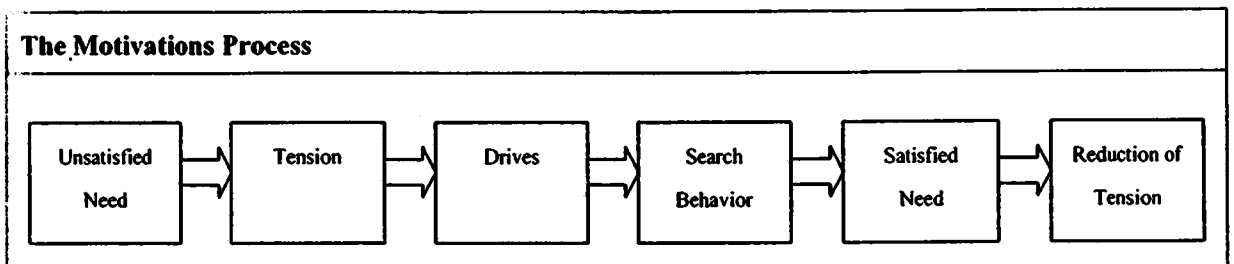 The Motivations Process
Unsatisfied
Need
Tension
Drives
Search
Behavior
Satisfied
Need
Reduction of
Tension